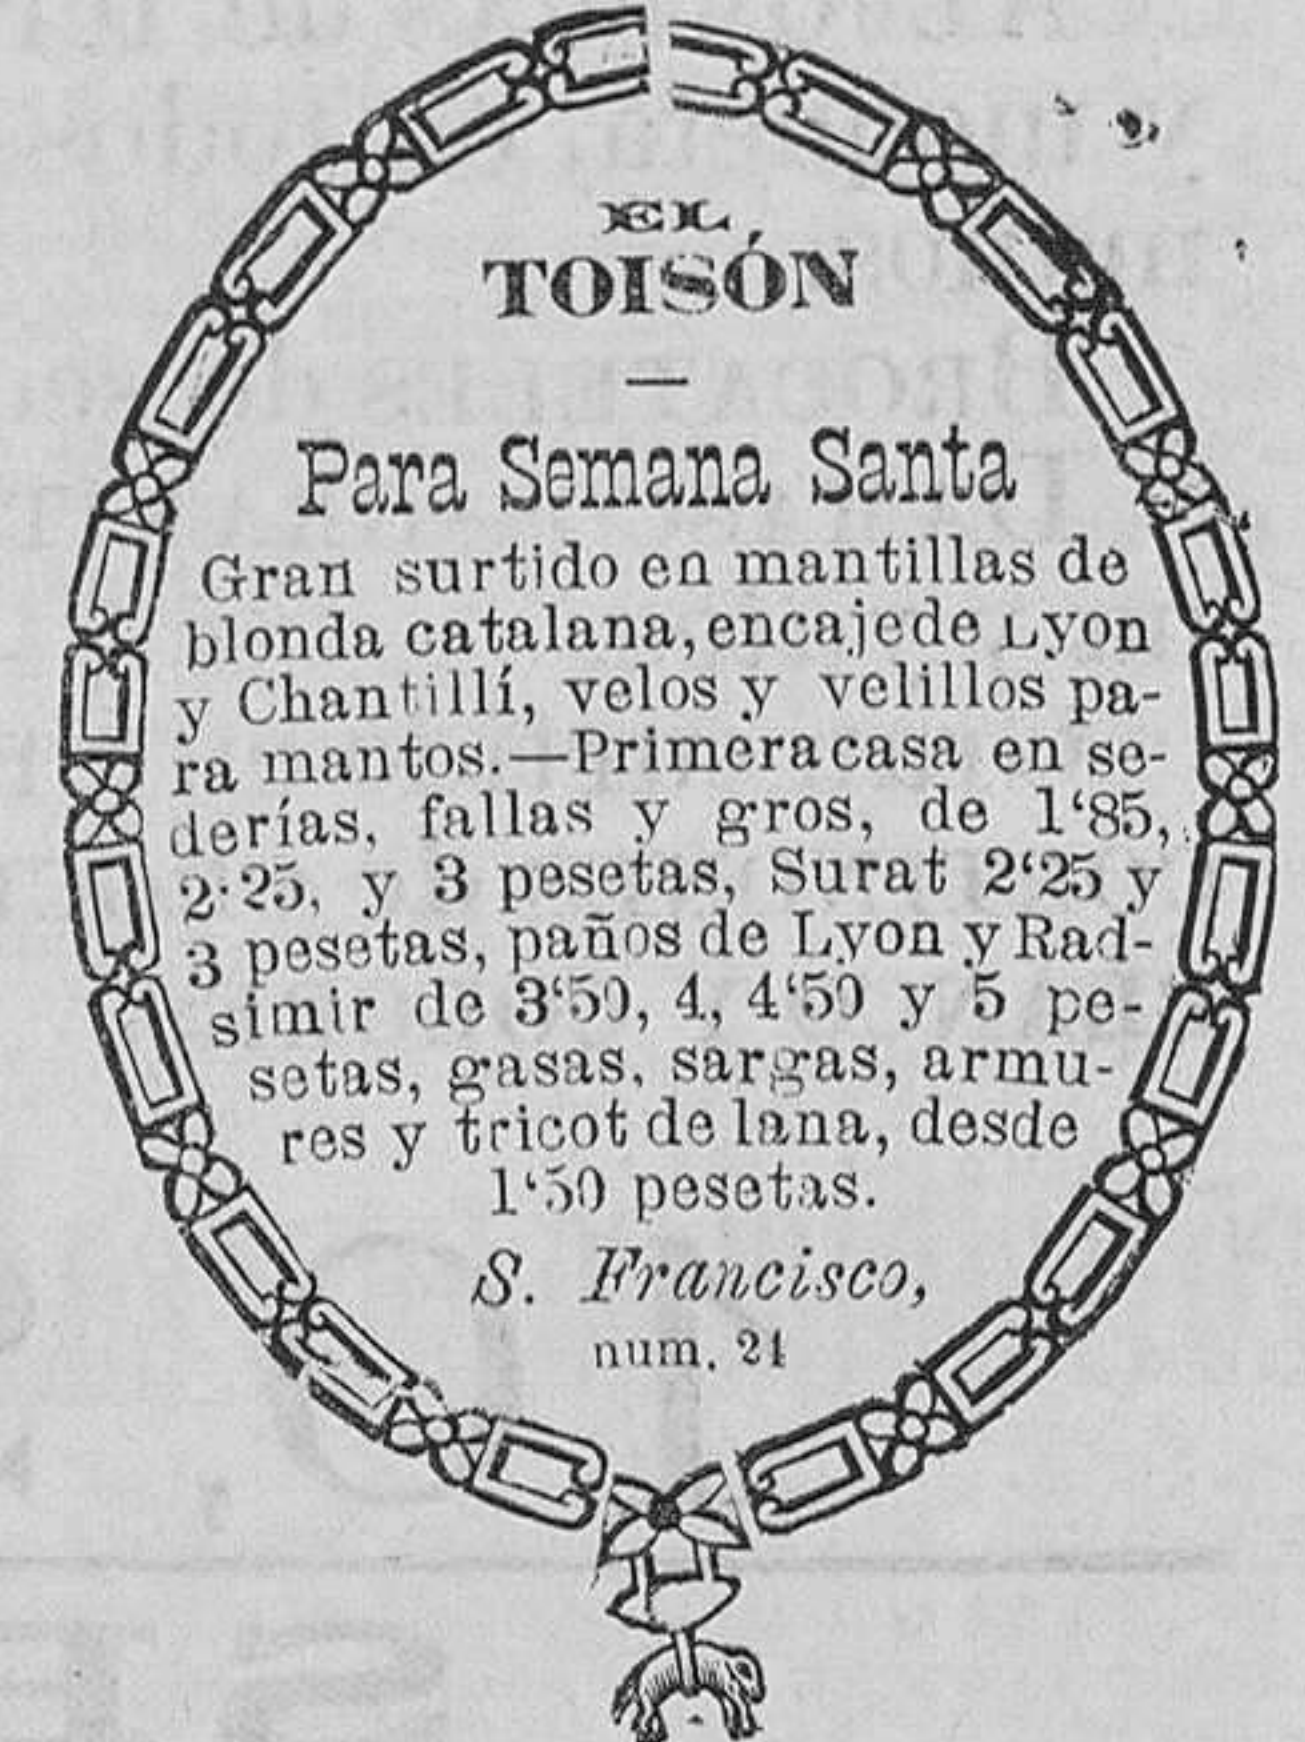 EL
TOISÓN
—
Para Semana Santa
Gran surtido en mantillas de
blonda catalana, encaje de Lyon
y Chantillí, velos y velillos pa-
ra mantos.—Primera casa en se-
derías, fallas y gros, de 1‘85,
2‘25, y 3 pesetas, Surat 2‘25 y
3 pesetas, paños de Lyon y Rad-
simir de 3‘50, 4, 4‘50 y 5 pe-
setas, gasas, sargas, armu-
res y tricot de lana, desde
1‘50 pesetas.
S. Francisco,
num. 21